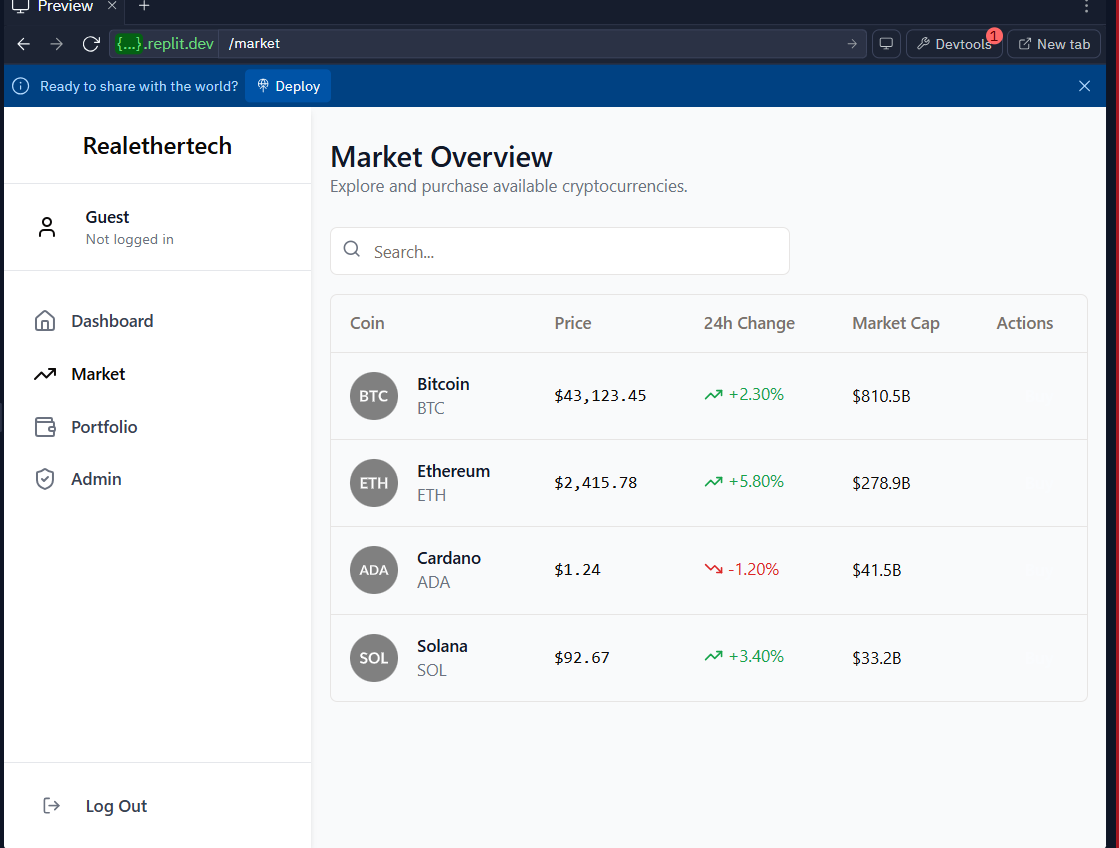 Preview
{...}.replit.dev /market
Devtools 1
New tab
Ready to share with the world? Deploy
Realethertech
Guest
Not logged in
Dashboard
Market
Portfolio
Admin
Log Out
Market Overview
Explore and purchase available cryptocurrencies.
Search...
Coin Price 24h Change Market Cap Actions
BTC Bitcoin $43,123.45 +2.30% $810.5B
BTC
ETH Ethereum $2,415.78 +5.80% $278.9B
ETH
ADA Cardano $1.24 -1.20% $41.5B
ADA
SOL Solana $92.67 +3.40% $33.2B
SOL